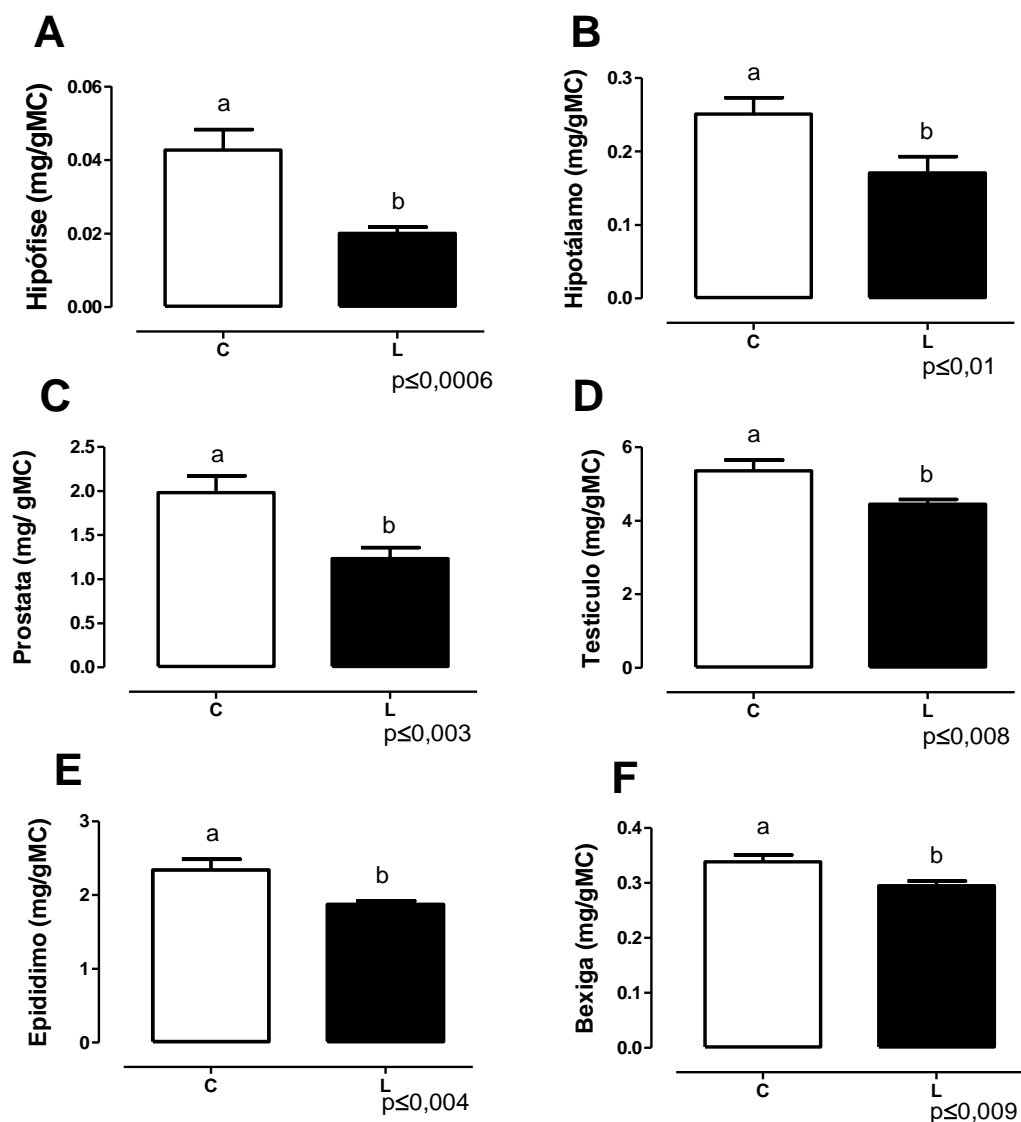 A
Hipófise (mg/gMC)
0.06
0.04
0.02
0.00
a
b
C
L
p≤0,0006
B
Hipotálamo (mg/gMC)
0.3
0.2
0.1
0.0
a
b
C
L
p≤0,01
C
Prostata (mg/ gMC)
2.5
2.0
1.5
1.0
0.5
0.0
a
b
C
L
p≤0,003
D
Testiculo (mg/gMC)
6
4
2
0
a
b
C
L
p≤0,008
E
Epididimo (mg/gMC)
3
2
1
0
a
b
C
L
p≤0,004
F
Bexiga (mg/gMC)
0.4
0.3
0.2
0.1
0.0
a
b
C
L
p≤0,009